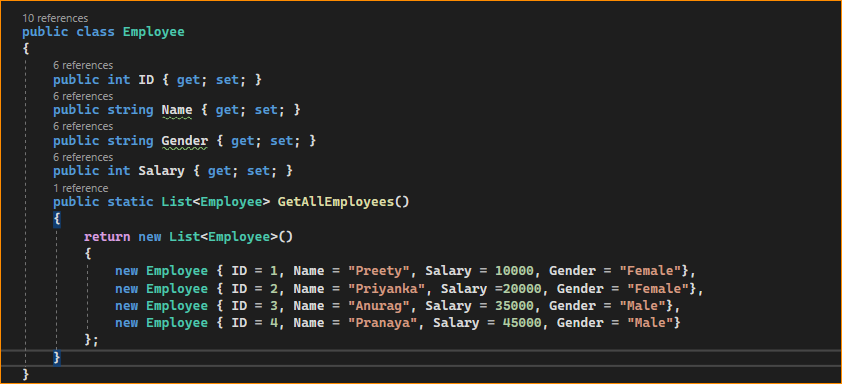 10 references
public class Employee
{
6 references
public int ID { get; set; }
6 references
public string Name { get; set; }
6 references
public string Gender { get; set; }
6 references
public int Salary { get; set; }
1 reference
public static List<Employee> GetAllEmployees()
{
return new List<Employee>()
{
new Employee { ID = 1, Name = "Preety", Salary = 10000, Gender = "Female"},
new Employee { ID = 2, Name = "Priyanka", Salary =20000, Gender = "Female"},
new Employee { ID = 3, Name = "Anurag", Salary = 35000, Gender = "Male"},
new Employee { ID = 4, Name = "Pranaya", Salary = 45000, Gender = "Male"}
};
}
}